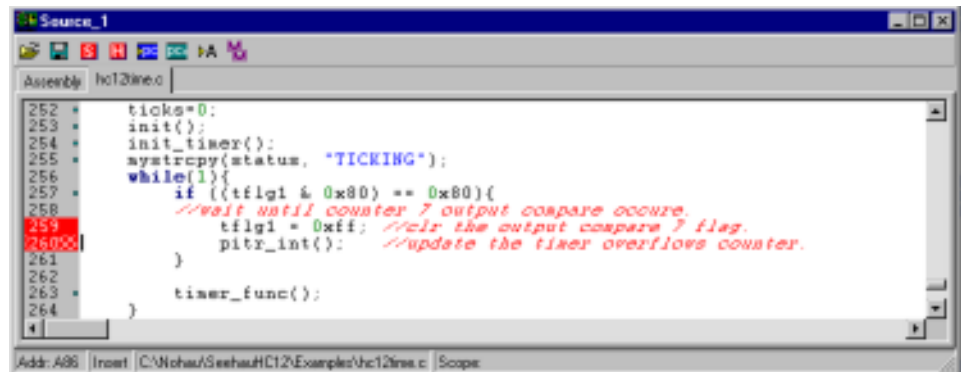 Source_1
S H PC PC A
Assembly hc12time.c
252 ticks=0;
253 init();
254 init_timer();
255 mystrcpy(status, "TICKING");
256 while(1){
257 if ((tflg1 & 0x80) == 0x80){
258 //wait until counter 7 output compare occure.
259 tflg1 = 0xff; //clr the output compare 7 flag.
260 pitr_int(); //update the timer overflows counter.
261 }
262
263 timer_func();
264 }
Addr: A86 Insert C:\Nohau\SeehauHC12\Examples\hc12time.c Scope: